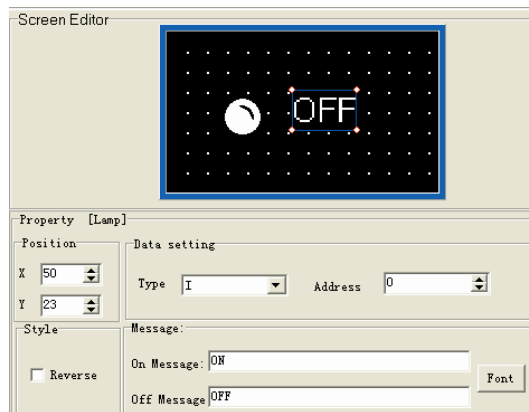 Screen Editor
OFF
Property [Lamp]
Position
X 50
Y 23
Data setting
Type I Address 0
Style
Reverse
Message:
On Message: ON
Off Message OFF
Font